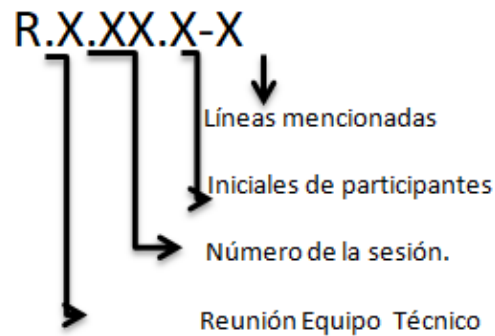 R.X.XX.X-X
Líneas mencionadas
Iniciales de participantes
Número de la sesión.
Reunión Equipo Técnico